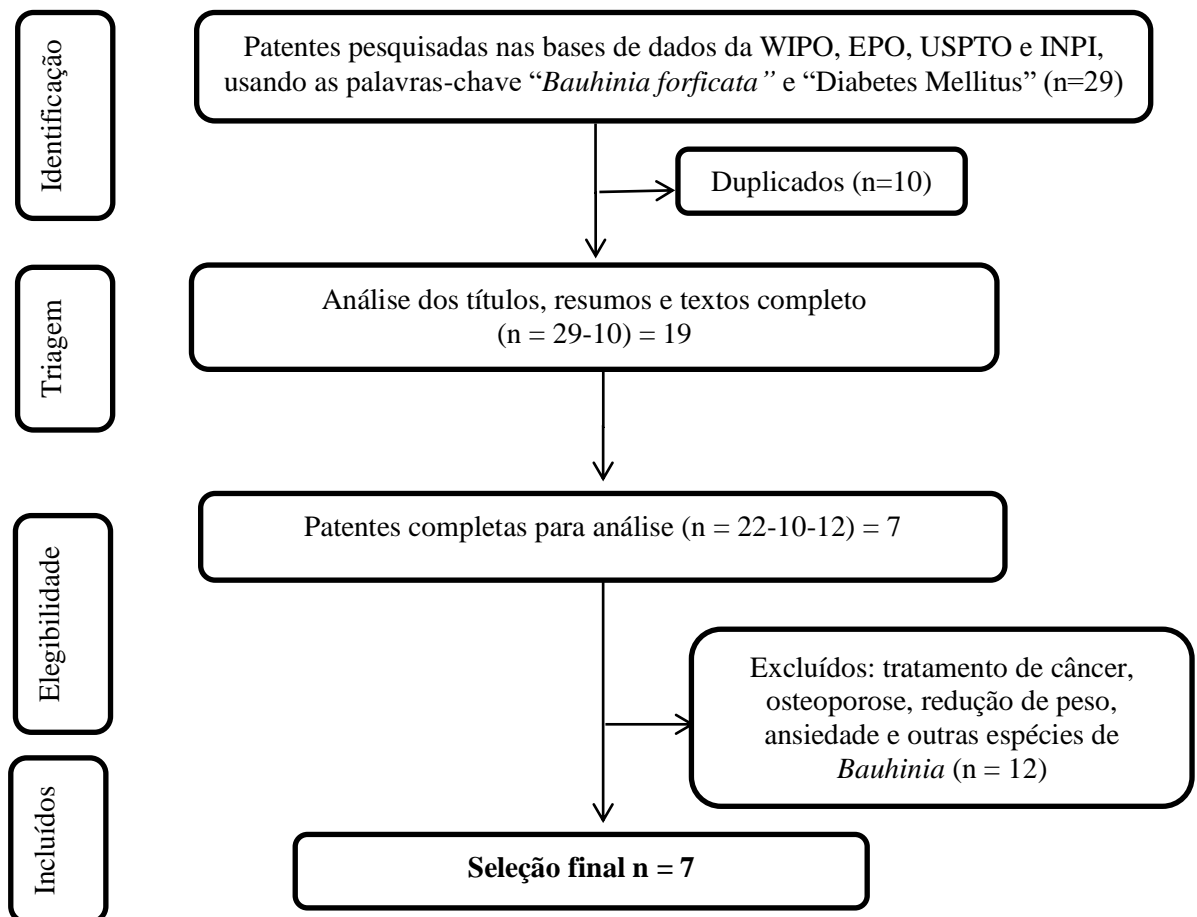 Identificação
Patentes pesquisadas nas bases de dados da WIPO, EPO, USPTO e INPI,
usando as palavras-chave “Bauhinia forficata” e “Diabetes Mellitus” (n=29)
Duplicados (n=10)
Triagem
Análise dos títulos, resumos e textos completo
(n = 29-10) = 19
Elegibilidade
Patentes completas para análise (n = 22-10-12) = 7
Excluídos: tratamento de câncer,
osteoporose, redução de peso,
ansiedade e outras espécies de
Bauhinia (n = 12)
Incluídos
Seleção final n = 7